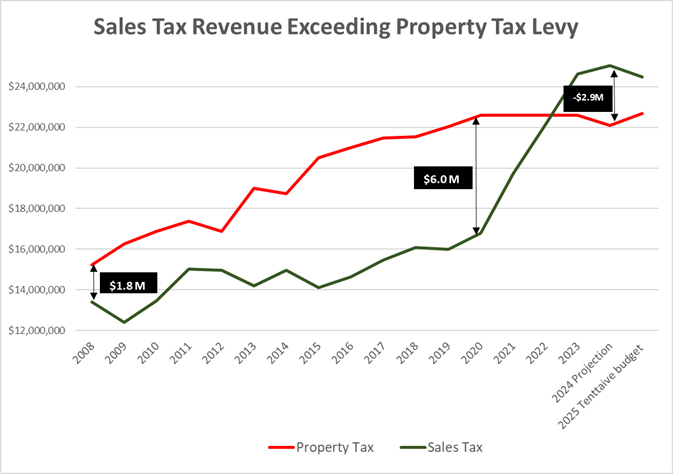 Sales Tax Revenue Exceeding Property Tax Levy
$24,000,000
$22,000,000
$20,000,000
$18,000,000
$16,000,000
$14,000,000
$12,000,000
$1.8 M
$6.0 M
-$2.9M
2008
2009
2010
2011
2012
2013
2014
2015
2016
2017
2018
2019
2020
2021
2022
2023
2024 Projection
2025 Tenttaive budget
Property Tax
Sales Tax